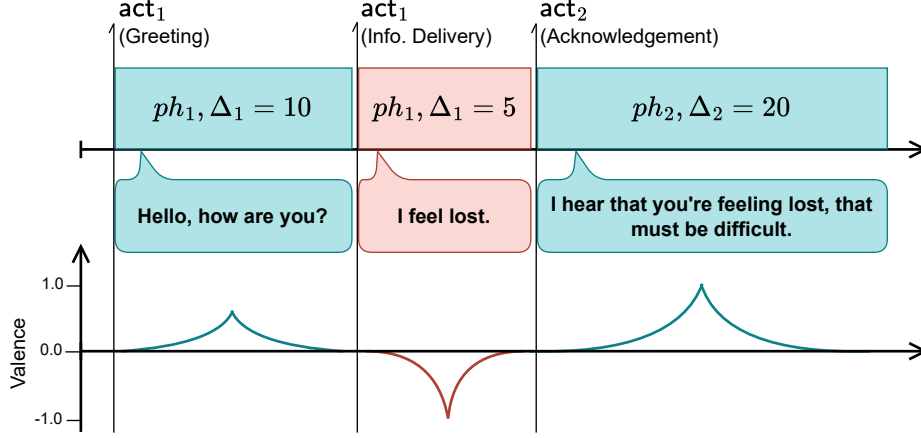 act₁
(Greeting)
act₁
(Info. Delivery)
act₂
(Acknowledgement)
ph₁, Δ₁ = 10
ph₁, Δ₁ = 5
ph₂, Δ₂ = 20
Hello, how are you?
I feel lost.
I hear that you're feeling lost, that
must be difficult.
Valence
1.0
0.0
-1.0